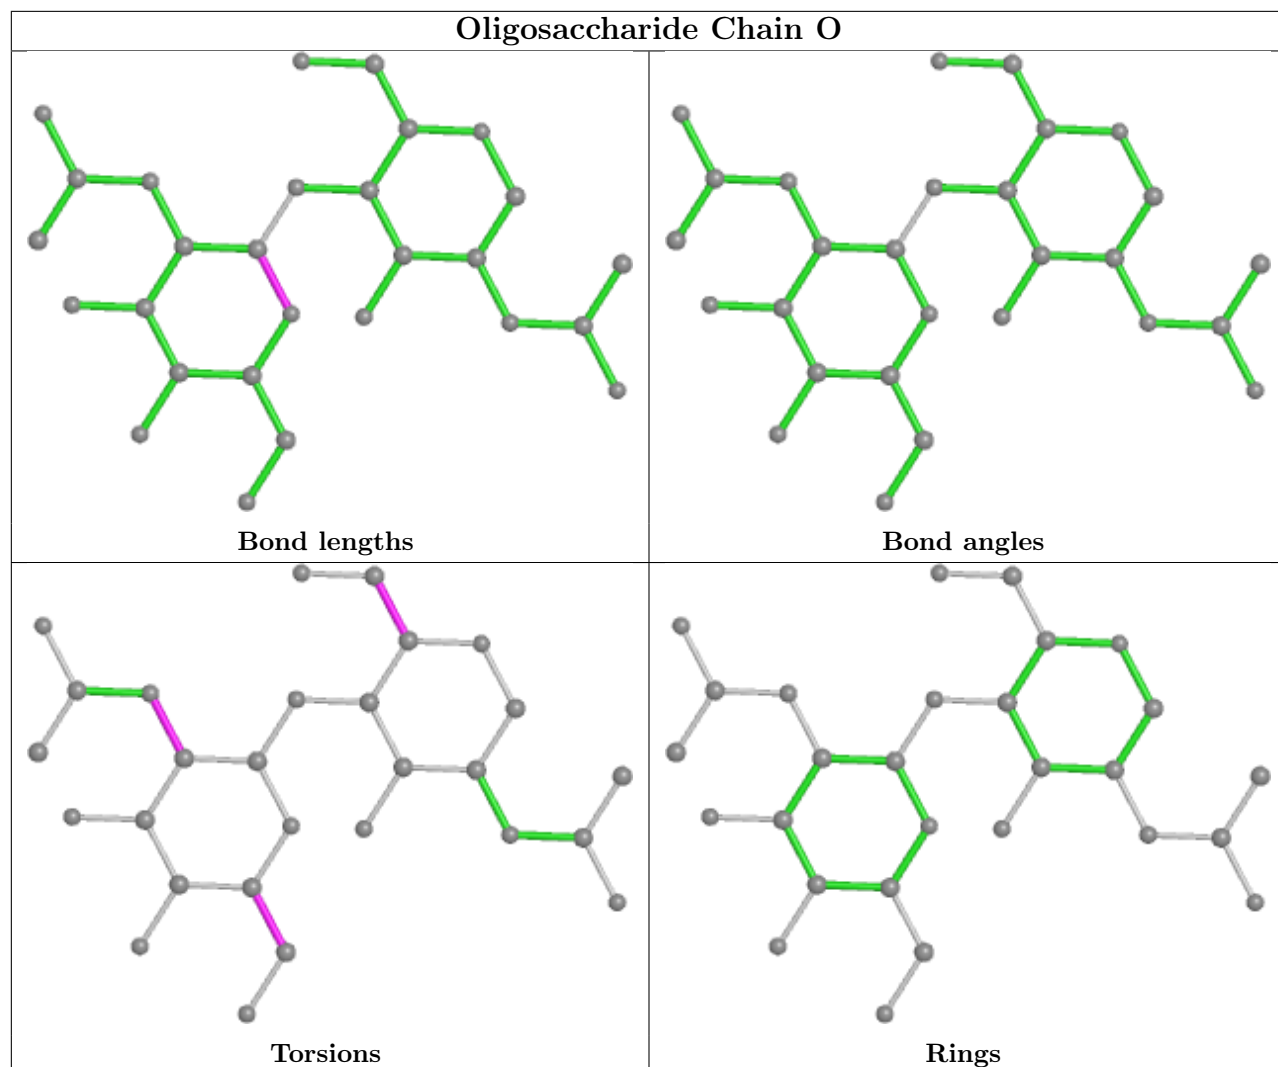 Oligosaccharide Chain O
Bond lengths
Bond angles
Torsions
Rings